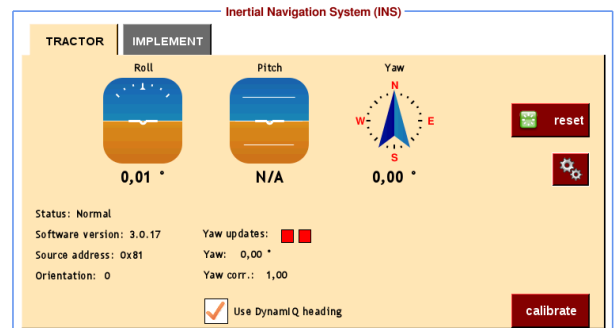 Inertial Navigation System (INS)
TRACTOR IMPLEMENT
Roll Pitch Yaw
N
W E
S
reset
0,01 ° N/A 0,00 °
Status: Normal
Software version: 3.0.17 Yaw updates:
Source address: 0x81 Yaw: 0,00 °
Orientation: 0 Yaw corr.: 1,00
Use DynamIQ heading
calibrate